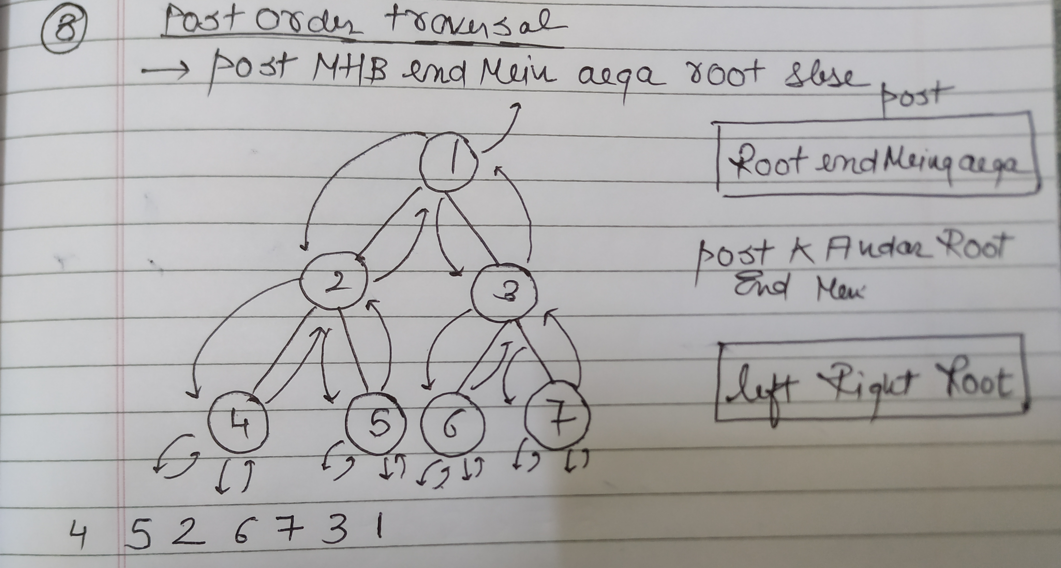 8 Post Order traversal
→ post MHB end Mein aega root sbse
post
Root end Meing aega
post K Andar Root
End Mein
left Right Root
1
2 3
4 5 6 7
4 5 2 6 7 3 1